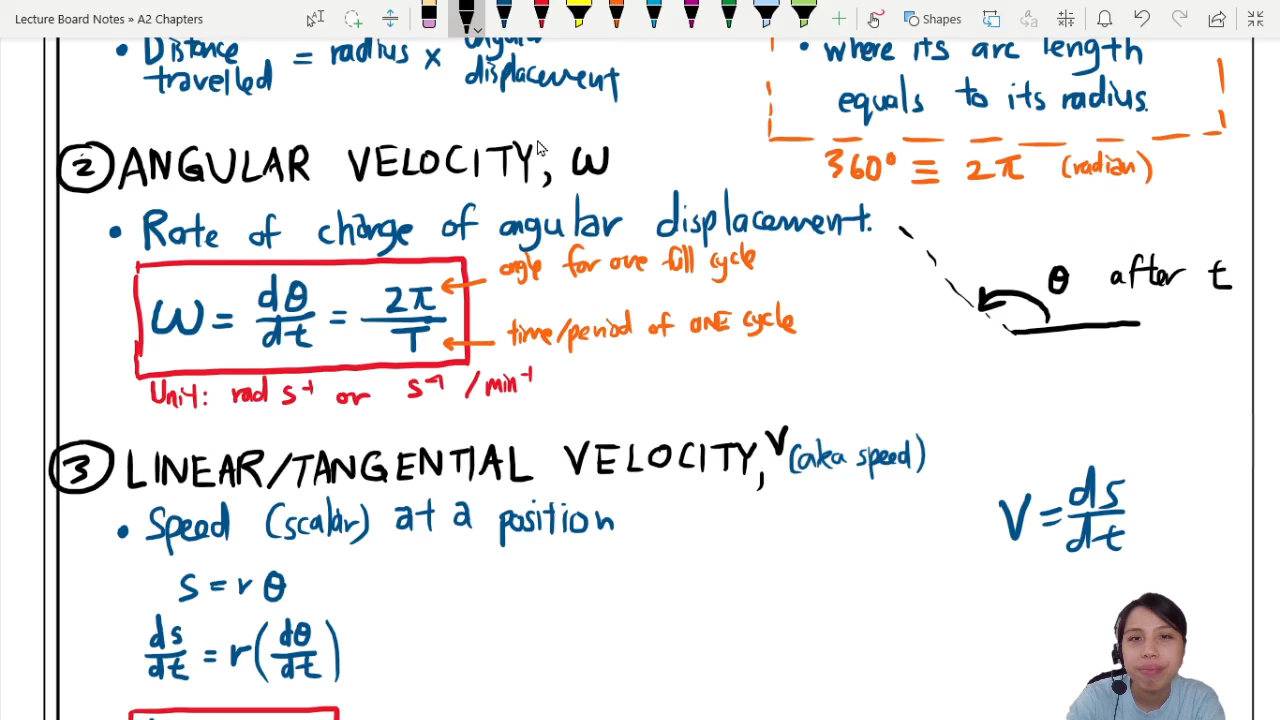 Lecture Board Notes » A2 Chapters
Shapes
• Distance travelled = radius × angular displacement
• where its arc length
equals to its radius.
360° ≡ 2π (radian)
② ANGULAR VELOCITY, ω
• Rate of change of angular displacement.
ω = dθ/dt = 2π/T
angle for one full cycle
time/period of ONE cycle
Unit: rad s⁻¹ or s⁻¹ / min⁻¹
θ after t
③ LINEAR/TANGENTIAL VELOCITY, V (aka speed)
• Speed (scalar) at a position
V = ds/dt
s = r θ
ds/dt = r (dθ/dt)